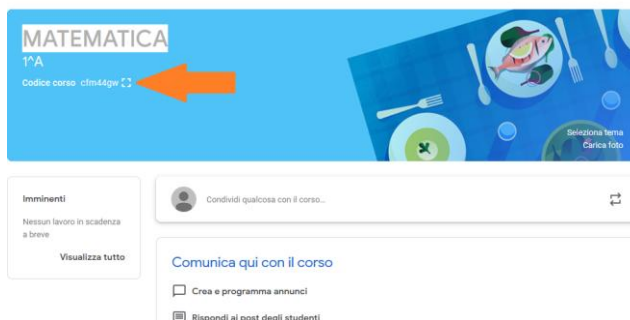 MATEMATICA
1^A
Codice corso cfm44gw
Seleziona tema
Carica foto
Imminenti
Nessun lavoro in scadenza
a breve
Visualizza tutto
Condividi qualcosa con il corso...
Comunica qui con il corso
Crea e programma annunci
Rispondi ai post degli studenti